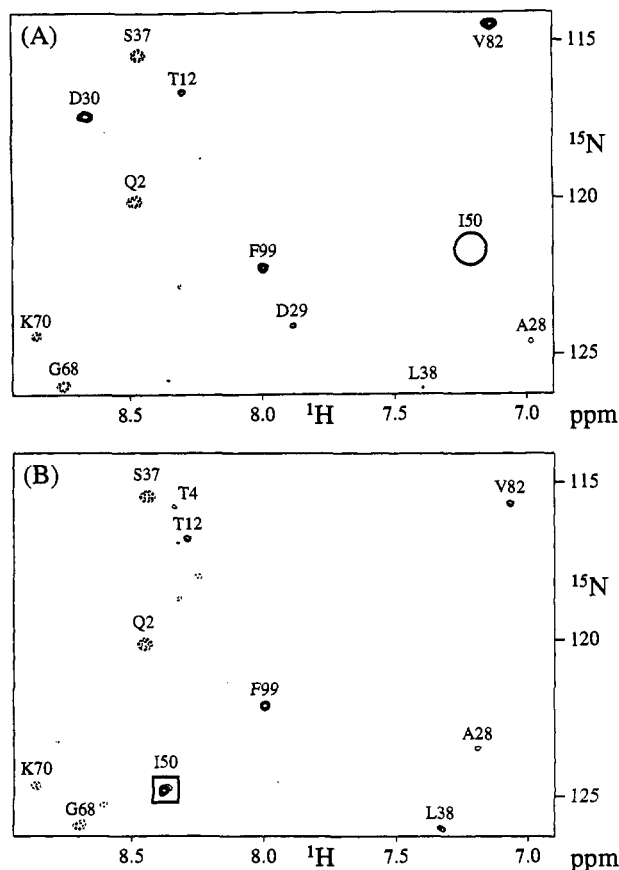 (A)
S37
V82
115
T12
D30
15N
Q2
120
I50
F99
D29
K70
A28
G68
L38
125
8.5
1H
8.0
7.5
7.0
ppm
(B)
S37
T4
V82
115
T12
15N
Q2
120
F99
A28
I50
K70
125
G68
L38
8.5
1H
8.0
7.5
7.0
ppm